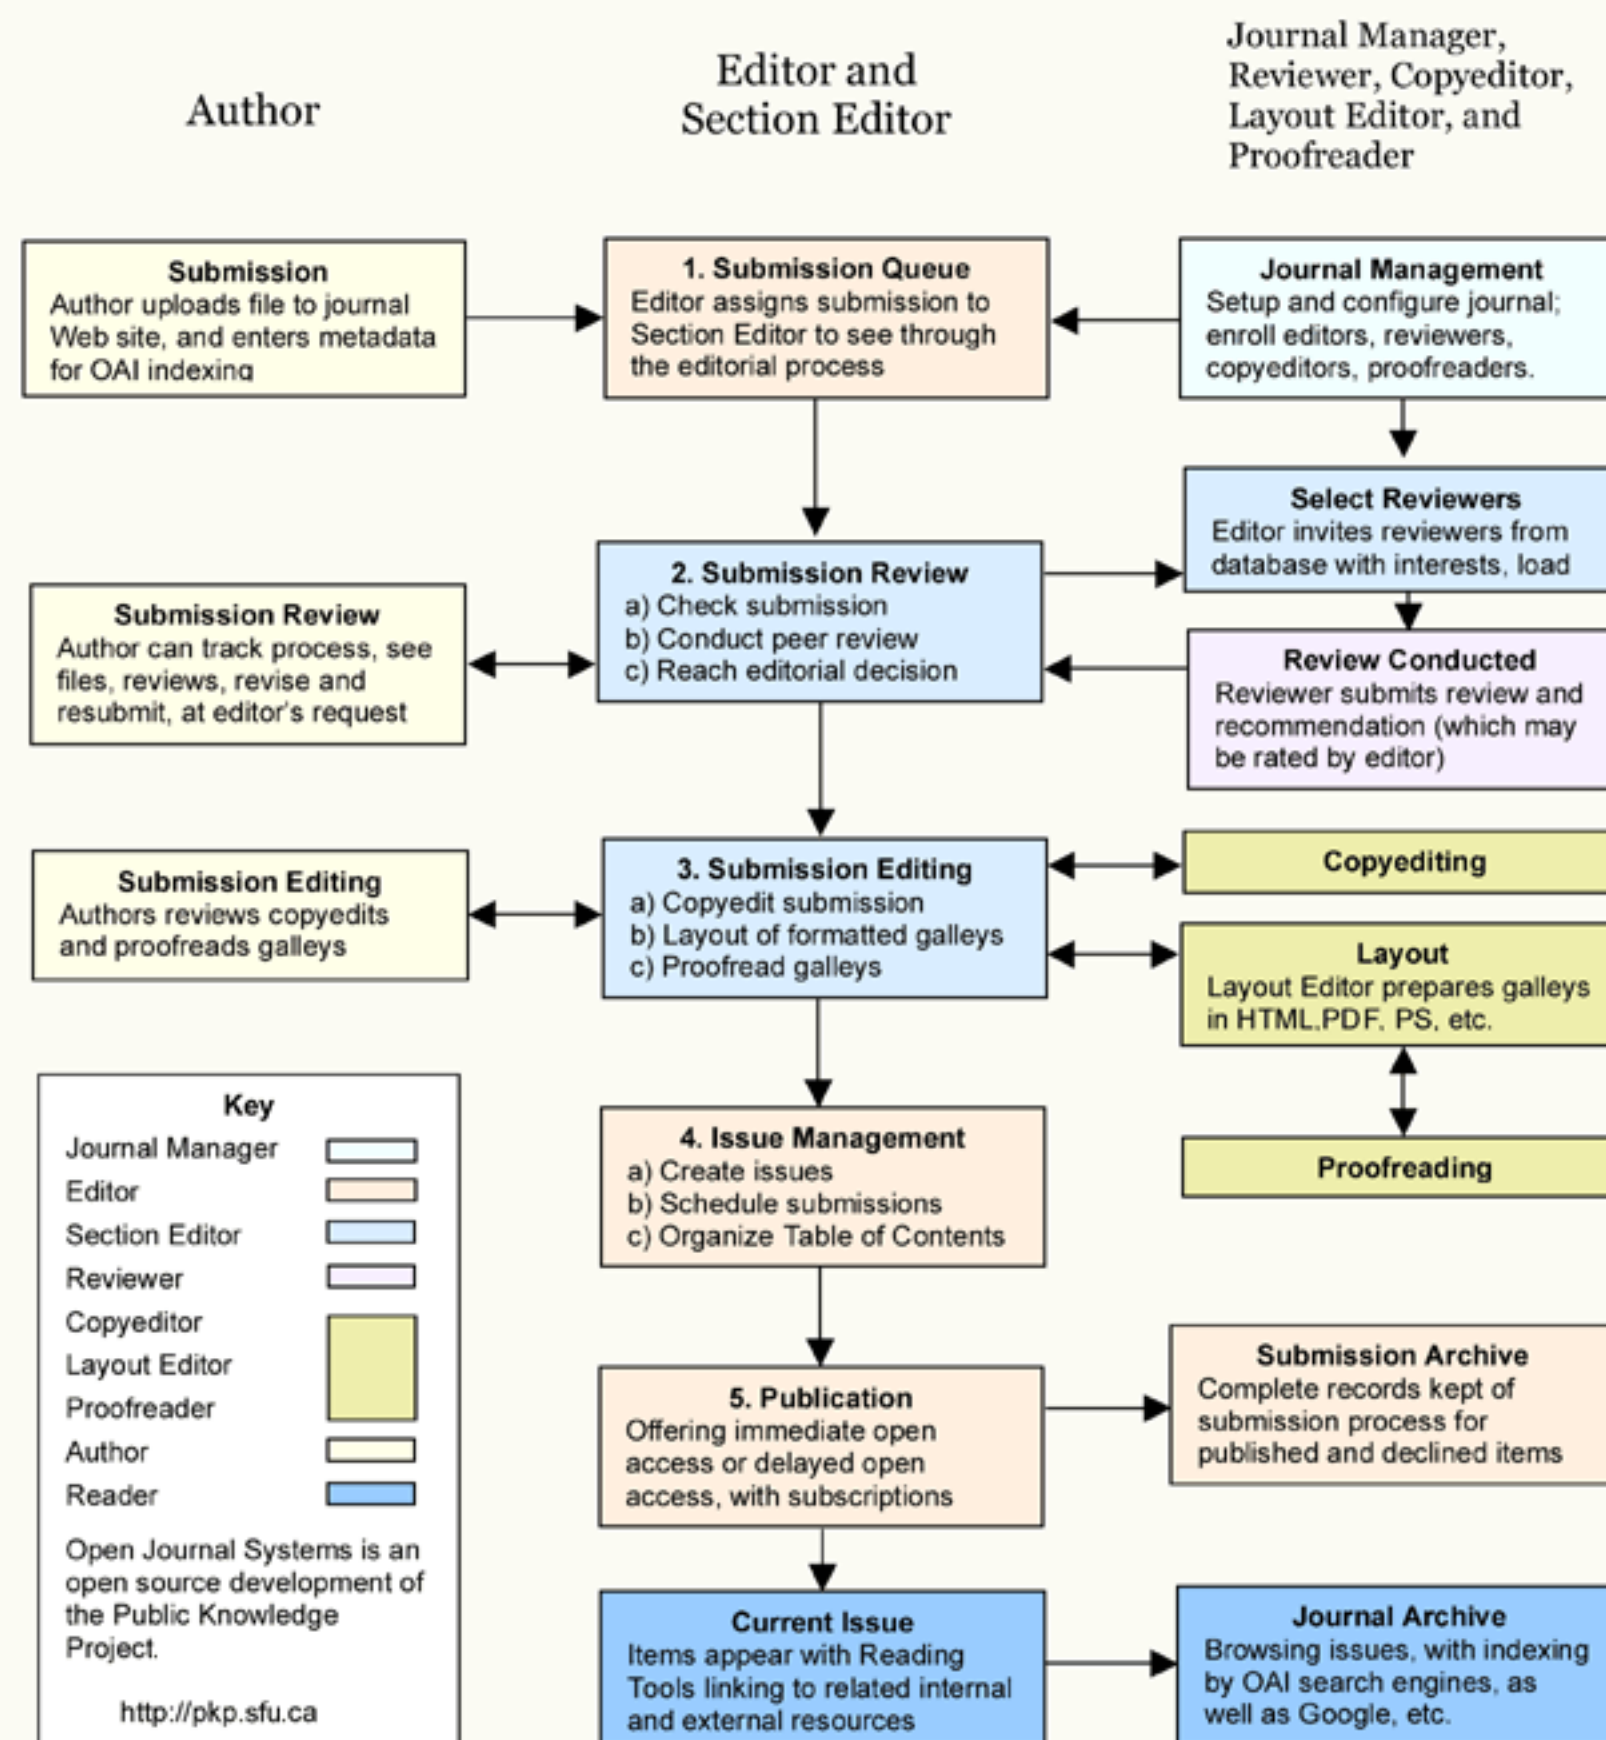 Author
Editor and
Section Editor
Journal Manager,
Reviewer, Copyeditor,
Layout Editor, and
Proofreader
Submission
Author uploads file to journal
Web site, and enters metadata
for OAI indexing
1. Submission Queue
Editor assigns submission to
Section Editor to see through
the editorial process
Journal Management
Setup and configure journal;
enroll editors, reviewers,
copyeditors, proofreaders.
Select Reviewers
Editor invites reviewers from
database with interests, load
Submission Review
Author can track process, see
files, reviews, revise and
resubmit, at editor's request
2. Submission Review
a) Check submission
b) Conduct peer review
c) Reach editorial decision
Review Conducted
Reviewer submits review and
recommendation (which may
be rated by editor)
Submission Editing
Authors reviews copyedits
and proofreads galleys
3. Submission Editing
a) Copyedit submission
b) Layout of formatted galleys
c) Proofread galleys
Copyediting
Layout
Layout Editor prepares galleys
in HTML,PDF, PS, etc.
Proofreading
4. Issue Management
a) Create issues
b) Schedule submissions
c) Organize Table of Contents
Key
Journal Manager
Editor
Section Editor
Reviewer
Copyeditor
Layout Editor
Proofreader
Author
Reader
Open Journal Systems is an
open source development of
the Public Knowledge
Project.
http://pkp.sfu.ca
5. Publication
Offering immediate open
access or delayed open
access, with subscriptions
Submission Archive
Complete records kept of
submission process for
published and declined items
Current Issue
Items appear with Reading
Tools linking to related internal
and external resources
Journal Archive
Browsing issues, with indexing
by OAI search engines, as
well as Google, etc.